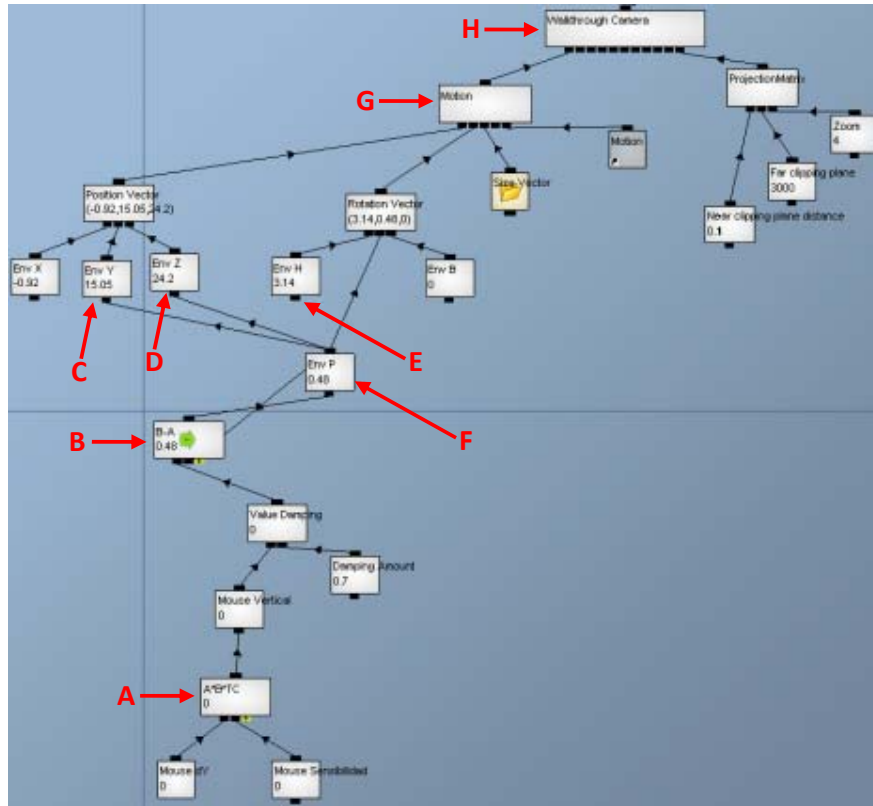 H
Walkthrough Camera
G
Motion
ProjectionMatrix
Zoom
4
Motion
Size Vector
Far clipping plane
3000
Position Vector
(-0.92,15.05,24.2)
Rotation Vector
(3.14,0.48,0)
Near clipping plane distance
0.1
Env X
-0.92
Env Y
15.05
Env Z
24.2
Env H
3.14
Env B
0
C
D
E
Env P
0.48
F
B
B-A
0.48
Value Damping
0
Damping Amount
0.7
Mouse Vertical
0
A
A*B*TC
0
Mouse dY
0
Mouse Sensibilidad
0